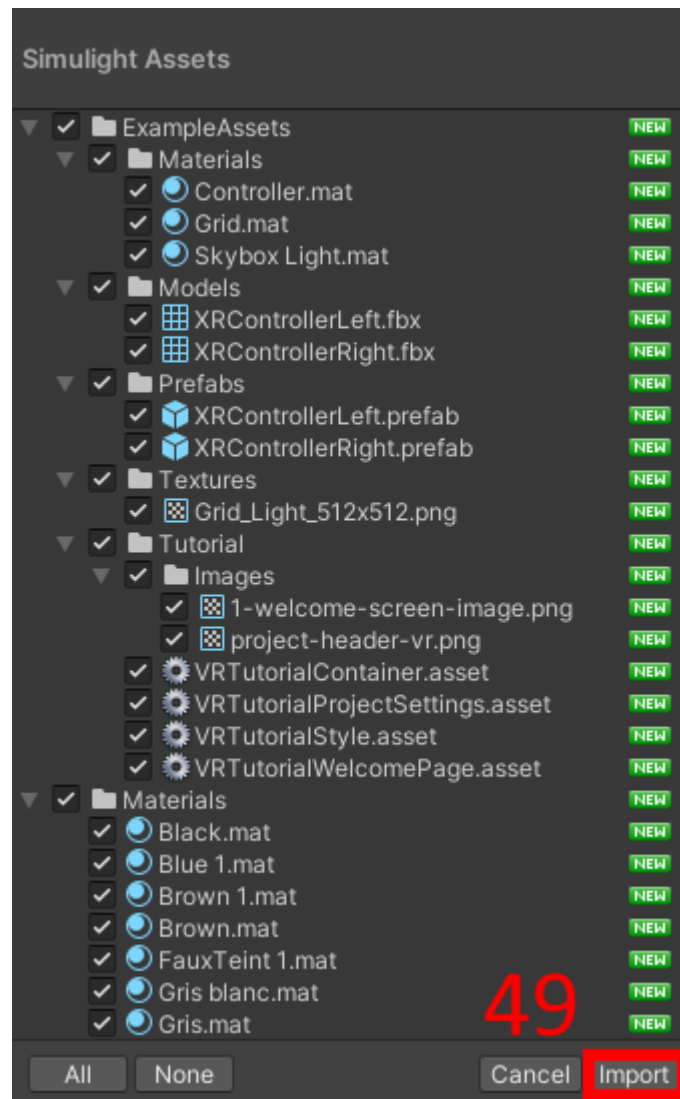 Simulight Assets
ExampleAssets NEW
Materials NEW
Controller.mat NEW
Grid.mat NEW
Skybox Light.mat NEW
Models NEW
XRControllerLeft.fbx NEW
XRControllerRight.fbx NEW
Prefabs NEW
XRControllerLeft.prefab NEW
XRControllerRight.prefab NEW
Textures NEW
Grid_Light_512x512.png NEW
Tutorial NEW
Images NEW
1-welcome-screen-image.png NEW
project-header-vr.png NEW
VRTutorialContainer.asset NEW
VRTutorialProjectSettings.asset NEW
VRTutorialStyle.asset NEW
VRTutorialWelcomePage.asset NEW
Materials NEW
Black.mat NEW
Blue 1.mat NEW
Brown 1.mat NEW
Brown.mat NEW
FauxTeint 1.mat NEW
Gris blanc.mat NEW
Gris.mat NEW
49
All None Cancel Import